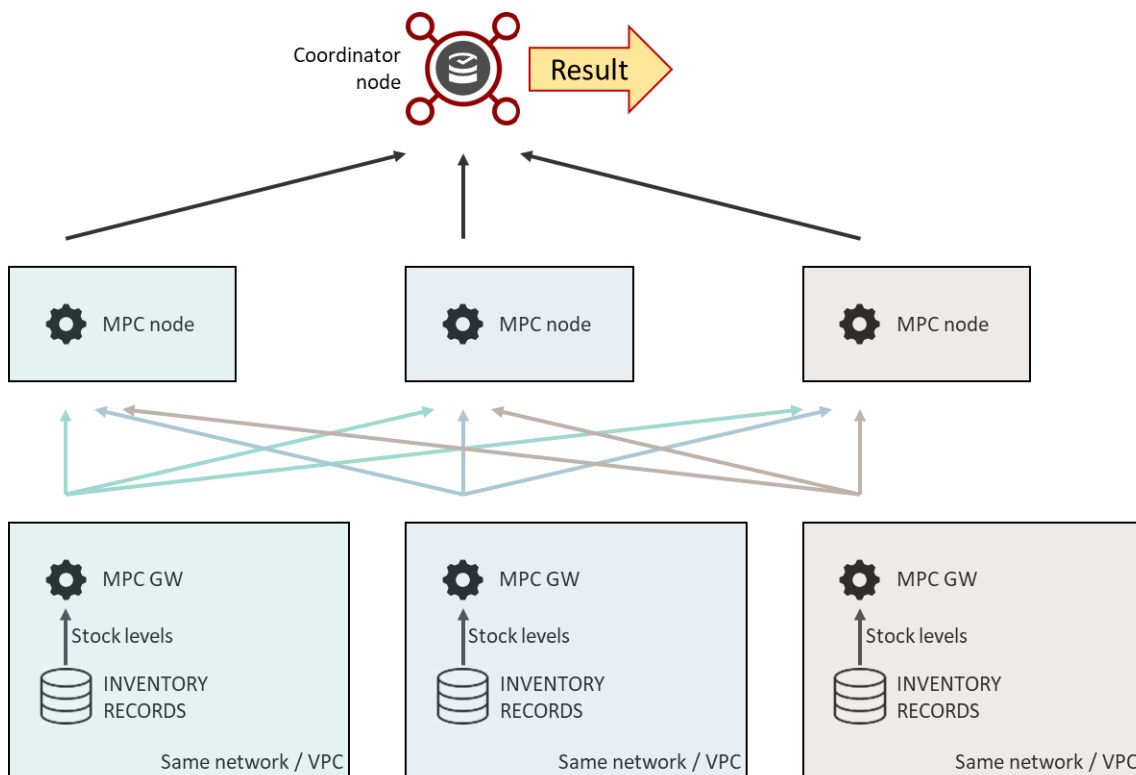 Coordinator
node
Result
MPC node
MPC node
MPC node
MPC GW
Stock levels
INVENTORY
RECORDS
Same network / VPC
MPC GW
Stock levels
INVENTORY
RECORDS
Same network / VPC
MPC GW
Stock levels
INVENTORY
RECORDS
Same network / VPC